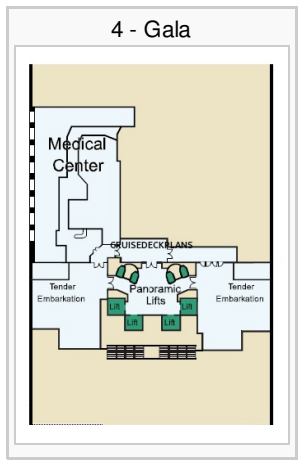 4 - Gala
Medical
Center
CRUISEDECKPLANS
Tender
Embarkation
Panoramic
Lifts
Tender
Embarkation
Lift
Lift
Lift
Lift